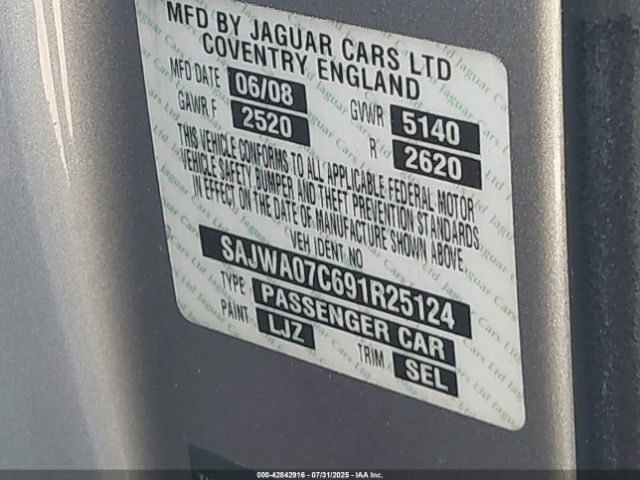 MFD BY JAGUAR CARS LTD
COVENTRY ENGLAND
MFD DATE 06/08 GVWR 5140
GAWR F 2520 R 2620
THIS VEHICLE CONFORMS TO ALL APPLICABLE FEDERAL MOTOR
VEHICLE SAFETY BUMPER AND THEFT PREVENTION STANDARDS
IN EFFECT ON THE DATE OF MANUFACTURE SHOWN ABOVE
VEH IDENT NO
SAJWA07C691R25124
TYPE PASSENGER CAR
PAINT LJZ TRIM SEL
000-42842916 - 07/31/2025 - IAA Inc.